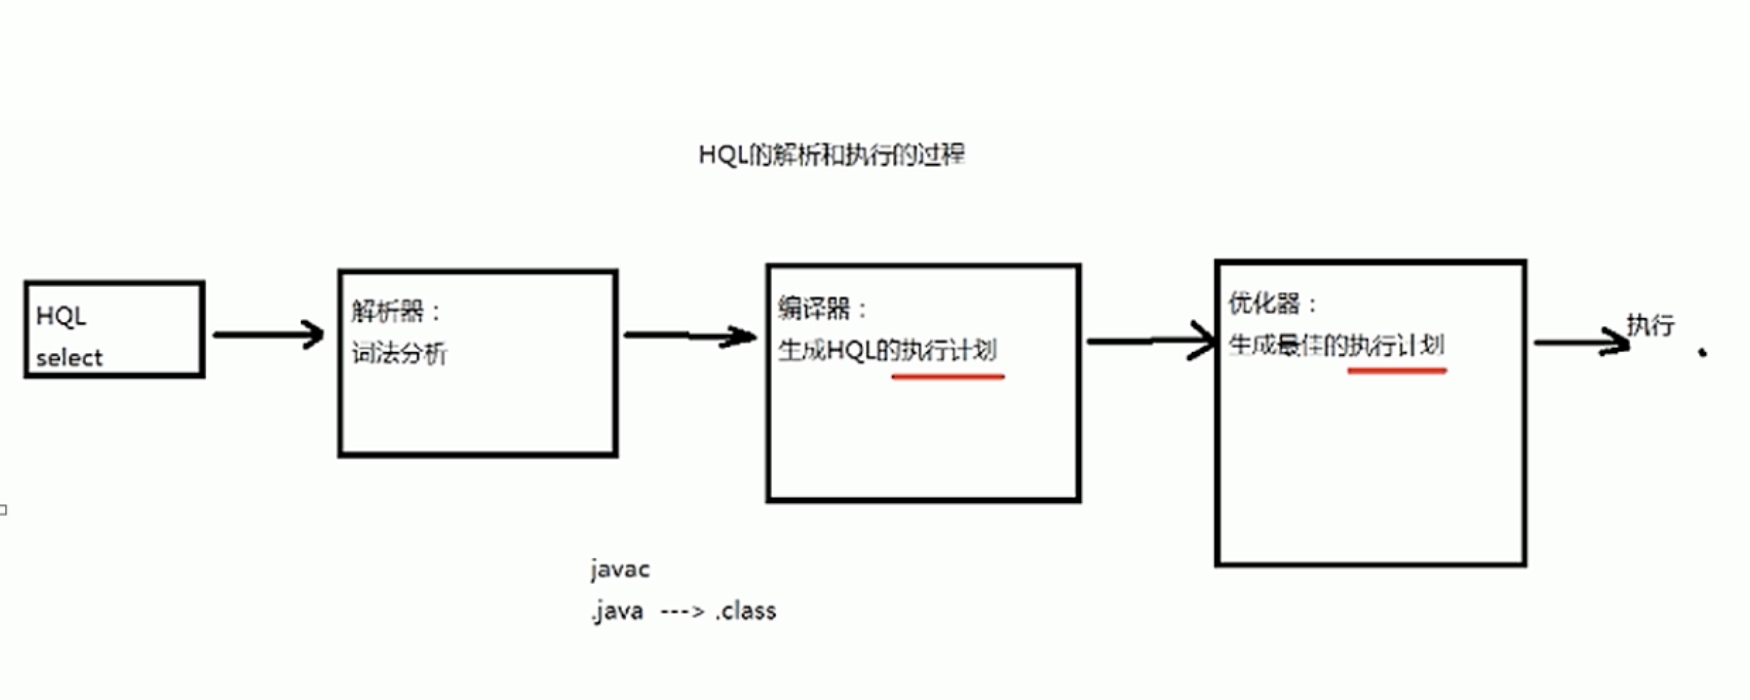 HQL的解析和执行的过程
HQL
select
解析器：
词法分析
编译器：
生成HQL的执行计划
优化器：
生成最佳的执行计划
执行
javac
.java ---> .class